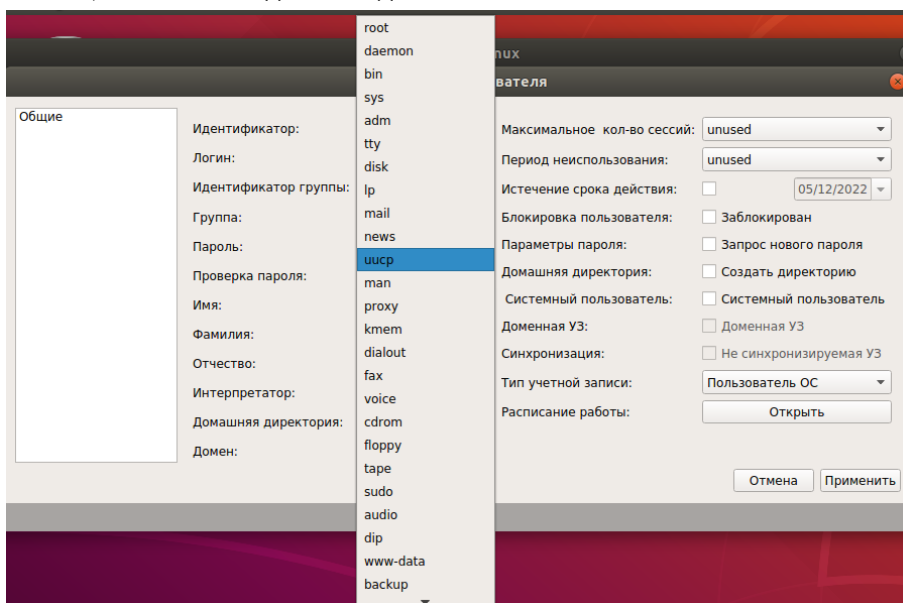 root
daemon
nux
bin
вателя
sys
Общие
adm
Идентификатор:
Максимальное кол-во сессий:
unused
tty
Логин:
Период неиспользования:
unused
disk
Идентификатор группы:
lp
Истечение срока действия:
05/12/2022
mail
Группа:
Блокировка пользователя:
Заблокирован
news
Пароль:
Параметры пароля:
Запрос нового пароля
uucp
Проверка пароля:
Домашняя директория:
Создать директорию
man
Имя:
proxy
Системный пользователь:
Системный пользователь
kmem
Фамилия:
Доменная УЗ:
Доменная УЗ
dialout
Отчество:
Синхронизация:
Не синхронизируемая УЗ
fax
Тип учетной записи:
Пользователь ОС
Интерпретатор:
voice
Расписание работы:
Открыть
cdrom
Домашняя директория:
floppy
Домен:
tape
Отмена
Применить
sudo
audio
dip
www-data
backup